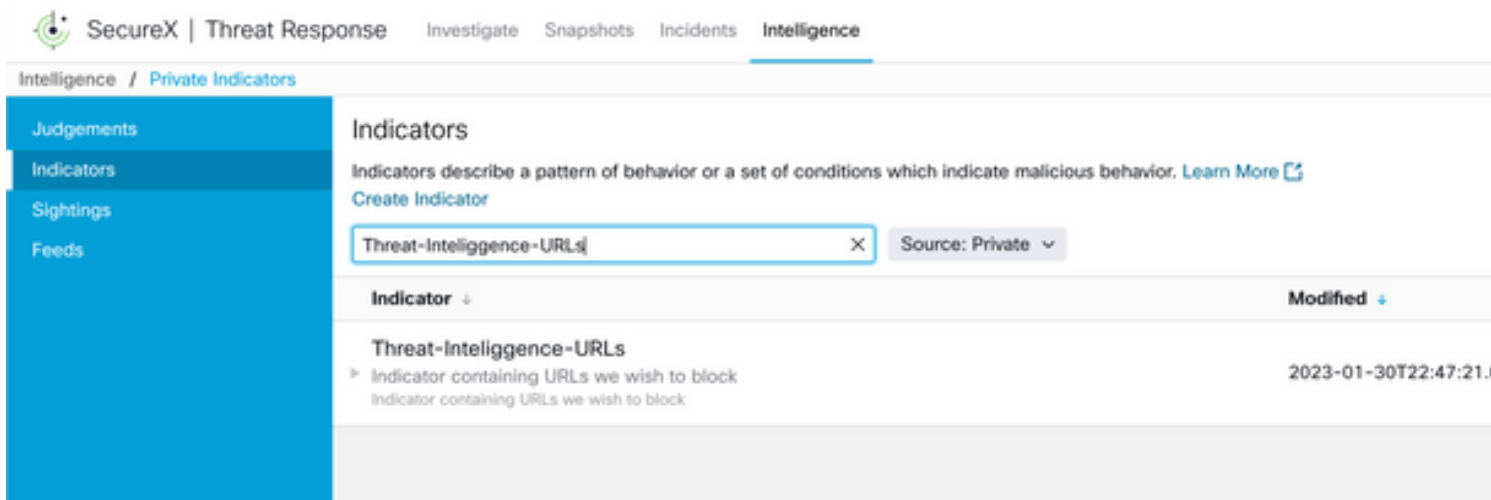 SecureX | Threat Response Investigate Snapshots Incidents Intelligence
Intelligence / Private Indicators
Judgements
Indicators
Sightings
Feeds
Indicators
Indicators describe a pattern of behavior or a set of conditions which indicate malicious behavior. Learn More
Create Indicator
Threat-Inteliggence-URLs Source: Private
Indicator Modified
Threat-Inteliggence-URLs
Indicator containing URLs we wish to block 2023-01-30T22:47:21.
Indicator containing URLs we wish to block